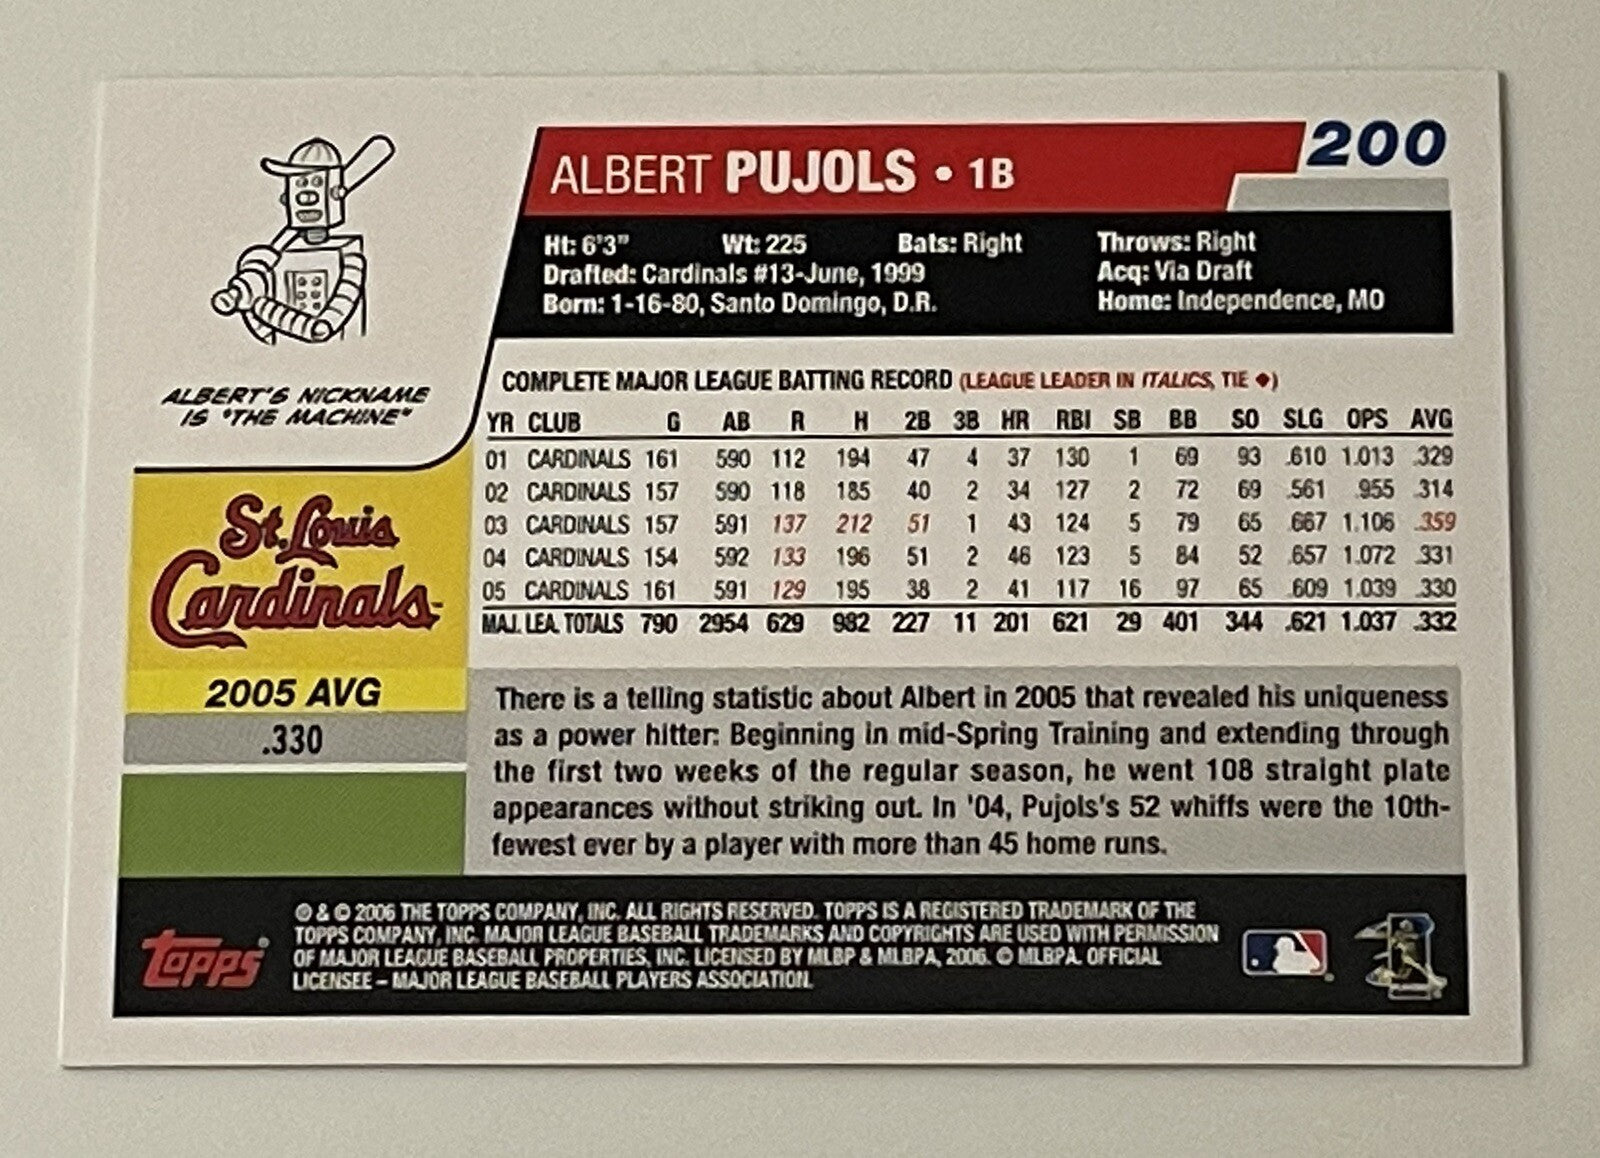 200
ALBERT PUJOLS • 1B
Ht: 6'3" Wt: 225 Bats: Right Throws: Right
Drafted: Cardinals #13-June, 1999 Acq: Via Draft
Born: 1-16-80, Santo Domingo, D.R. Home: Independence, MO
ALBERT'S NICKNAME
IS "THE MACHINE"
COMPLETE MAJOR LEAGUE BATTING RECORD (LEAGUE LEADER IN ITALICS, TIE ♦)
YR CLUB G AB R H 2B 3B HR RBI SB BB SO SLG OPS AVG
01 CARDINALS 161 590 112 194 47 4 37 130 1 69 93 .610 1.013 .329
02 CARDINALS 157 590 118 185 40 2 34 127 2 72 69 .561 .955 .314
03 CARDINALS 157 591 137 212 51 1 43 124 5 79 65 .667 1.106 .359
04 CARDINALS 154 592 133 196 51 2 46 123 5 84 52 .657 1.072 .331
05 CARDINALS 161 591 129 195 38 2 41 117 16 97 65 .609 1.039 .330
MAJ. LEA. TOTALS 790 2954 629 982 227 11 201 621 29 401 344 .621 1.037 .332
St. Louis
Cardinals
2005 AVG
.330
There is a telling statistic about Albert in 2005 that revealed his uniqueness
as a power hitter: Beginning in mid-Spring Training and extending through
the first two weeks of the regular season, he went 108 straight plate
appearances without striking out. In '04, Pujols's 52 whiffs were the 10th-
fewest ever by a player with more than 45 home runs.
Topps®
® & © 2006 THE TOPPS COMPANY, INC. ALL RIGHTS RESERVED. TOPPS IS A REGISTERED TRADEMARK OF THE
TOPPS COMPANY, INC. MAJOR LEAGUE BASEBALL TRADEMARKS AND COPYRIGHTS ARE USED WITH PERMISSION
OF MAJOR LEAGUE BASEBALL PROPERTIES, INC. LICENSED BY MLBP & MLBPA, 2006. © MLBPA. OFFICIAL
LICENSEE – MAJOR LEAGUE BASEBALL PLAYERS ASSOCIATION.